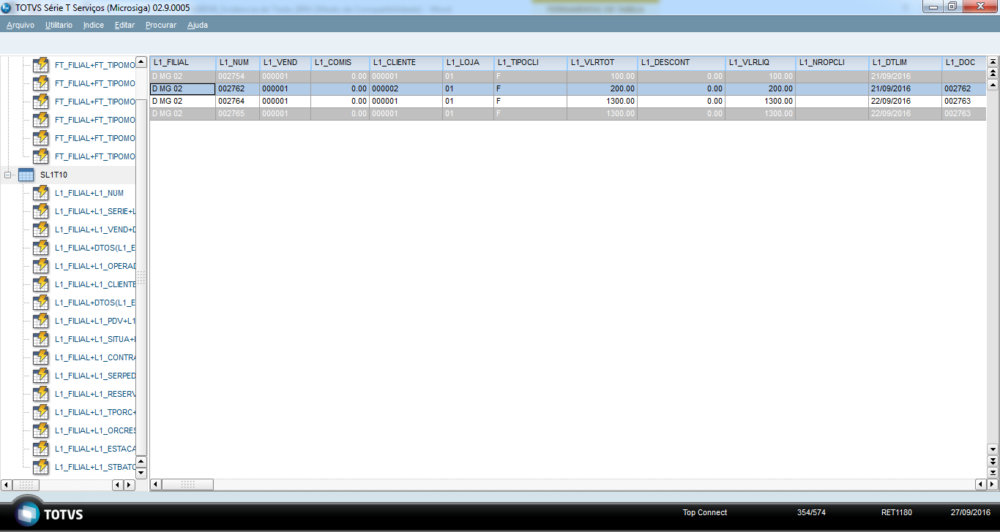 TOTVS Série T Serviços (Microsiga) 02.9.0005
Arquivo Utilitario Indice Editar Procurar Ajuda
FT_FILIAL+FT_TIPOMO
FT_FILIAL+FT_TIPOMO
FT_FILIAL+FT_TIPOMO
FT_FILIAL+FT_TIPOMO
FT_FILIAL+FT_TIPOMO
FT_FILIAL+FT_TIPOMO
SL1T10
L1_FILIAL+L1_NUM
L1_FILIAL+L1_SERIE+L
L1_FILIAL+L1_VEND+D
L1_FILIAL+DTOS(L1_E
L1_FILIAL+L1_OPERAD
L1_FILIAL+L1_CLIENTE
L1_FILIAL+DTOS(L1_E
L1_FILIAL+L1_PDV+L1
L1_FILIAL+L1_SITUA+L
L1_FILIAL+L1_CONTRA
L1_FILIAL+L1_SERPED
L1_FILIAL+L1_RESERV
L1_FILIAL+L1_TPORC+
L1_FILIAL+L1_ORCRES
L1_FILIAL+L1_ESTACA
L1_FILIAL+L1_STBATC
L1_FILIAL L1_NUM L1_VEND L1_COMIS L1_CLIENTE L1_LOJA L1_TIPOCLI L1_VLRTOT L1_DESCONT L1_VLRLIQ L1_NROPCLI L1_DTLIM L1_DOC
D MG 02 002754 000001 0.00 000001 01 F 100.00 0.00 100.00 21/09/2016
D MG 02 002762 000001 0.00 000002 01 F 200.00 0.00 200.00 21/09/2016 002762
D MG 02 002764 000001 0.00 000001 01 F 1300.00 0.00 1300.00 22/09/2016 002763
D MG 02 002765 000001 0.00 000001 01 F 1300.00 0.00 1300.00 22/09/2016 002763
TOTVS Top Connect 354/574 RET1180 27/09/2016